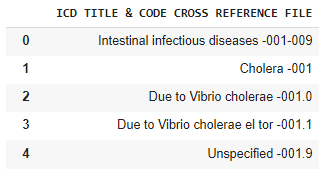 ICD TITLE & CODE CROSS REFERENCE FILE
0 Intestinal infectious diseases -001-009
1 Cholera -001
2 Due to Vibrio cholerae -001.0
3 Due to Vibrio cholerae el tor -001.1
4 Unspecified -001.9